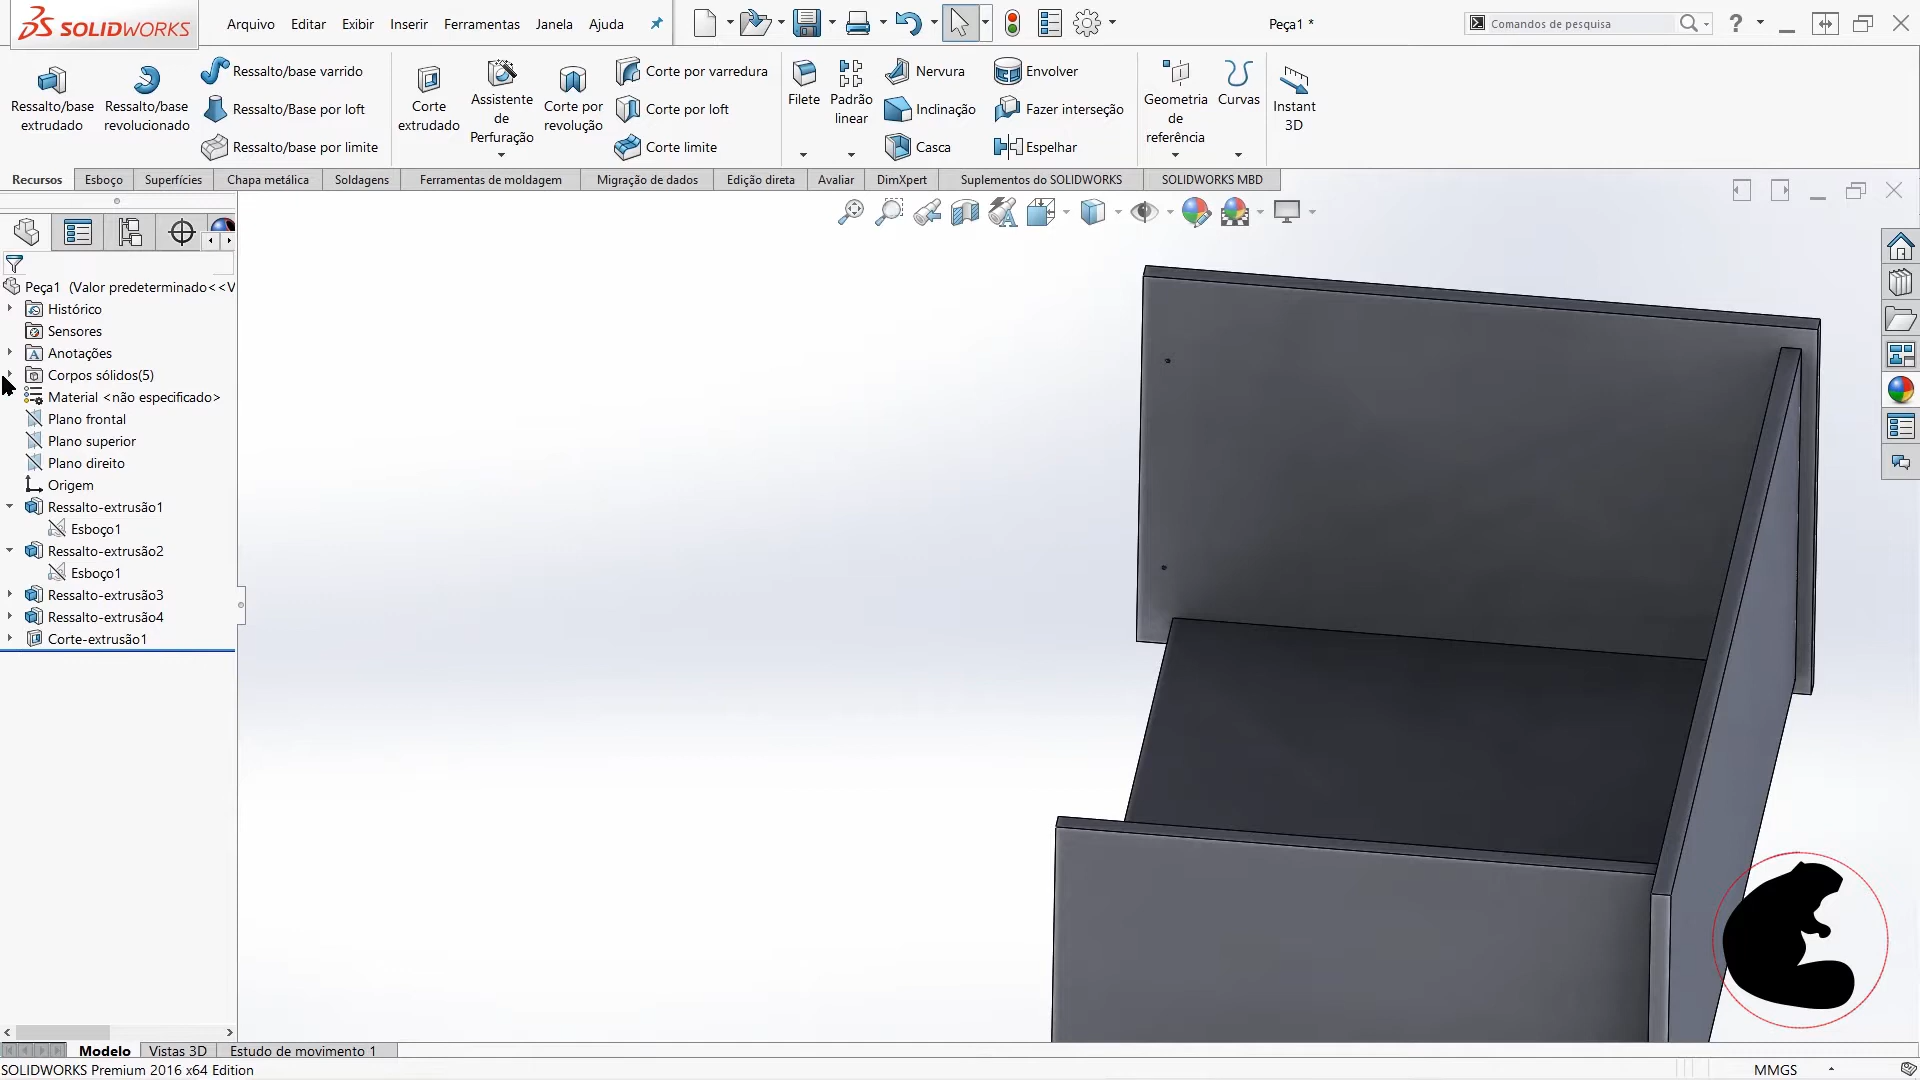 SOLIDWORKS
Arquivo Editar Exibir Inserir Ferramentas Janela Ajuda
Peça1 *
Comandos de pesquisa
?
Ressalto/base extrudado
Ressalto/base revolucionado
Ressalto/base varrido
Ressalto/Base por loft
Ressalto/base por limite
Corte extrudado
Assistente de Perfuração
Corte por revolução
Corte por varredura
Corte por loft
Corte limite
Filete
Padrão linear
Nervura
Inclinação
Casca
Envolver
Fazer interseção
Espelhar
Geometria de referência
Curvas
Instant 3D
Recursos Esboço Superfícies Chapa metálica Soldagens Ferramentas de moldagem Migração de dados Edição direta Avaliar DimXpert Suplementos do SOLIDWORKS SOLIDWORKS MBD
Peça1 (Valor predeterminado<<V
Histórico
Sensores
Anotações
Corpos sólidos(5)
Material <não especificado>
Plano frontal
Plano superior
Plano direito
Origem
Ressalto-extrusão1
Esboço1
Ressalto-extrusão2
Esboço1
Ressalto-extrusão3
Ressalto-extrusão4
Corte-extrusão1
Modelo Vistas 3D Estudo de movimento 1
SOLIDWORKS Premium 2016 x64 Edition
MMGS